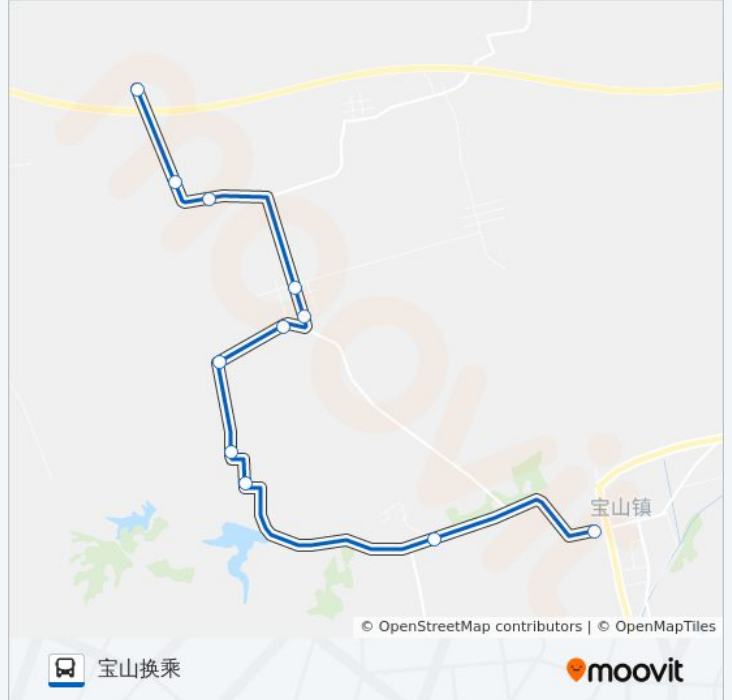 宝山镇
© OpenStreetMap contributors | © OpenMapTiles
宝山换乘
moovit